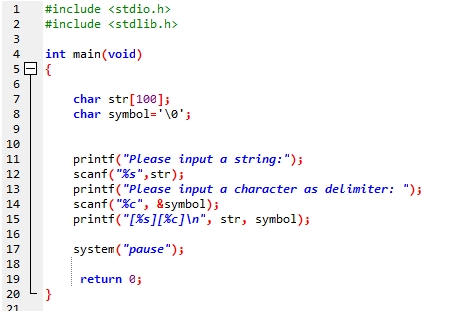 1 #include <stdio.h>
2 #include <stdlib.h>
3
4 int main(void)
5 {
6
7 char str[100];
8 char symbol='\0';
9
10
11 printf("Please input a string:");
12 scanf("%s",str);
13 printf("Please input a character as delimiter: ");
14 scanf("%c", &symbol);
15 printf("[%s][%c]\n", str, symbol);
16
17 system("pause");
18
19 return 0;
20 }
21